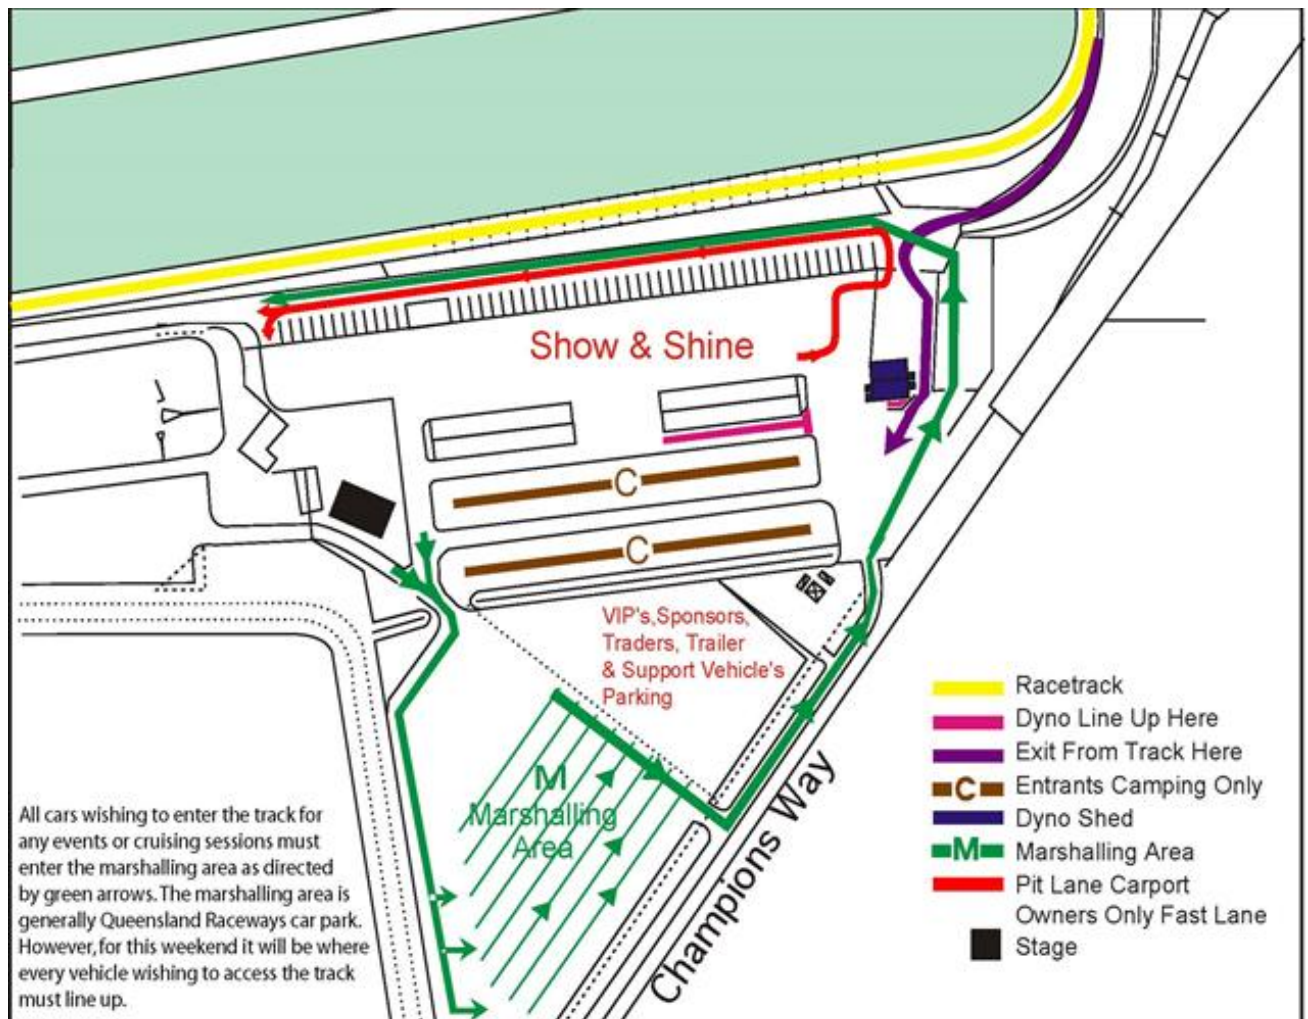 Show & Shine
C
C
VIP's,Sponsors,
Traders, Trailer
& Support Vehicle's
Parking
M
Marshalling
Area
Champions Way
All cars wishing to enter the track for
any events or cruising sessions must
enter the marshalling area as directed
by green arrows. The marshalling area is
generally Queensland Raceways car park.
However, for this weekend it will be where
every vehicle wishing to access the track
must line up.
Racetrack
Dyno Line Up Here
Exit From Track Here
C Entrants Camping Only
Dyno Shed
M Marshalling Area
Pit Lane Carport
Owners Only Fast Lane
Stage